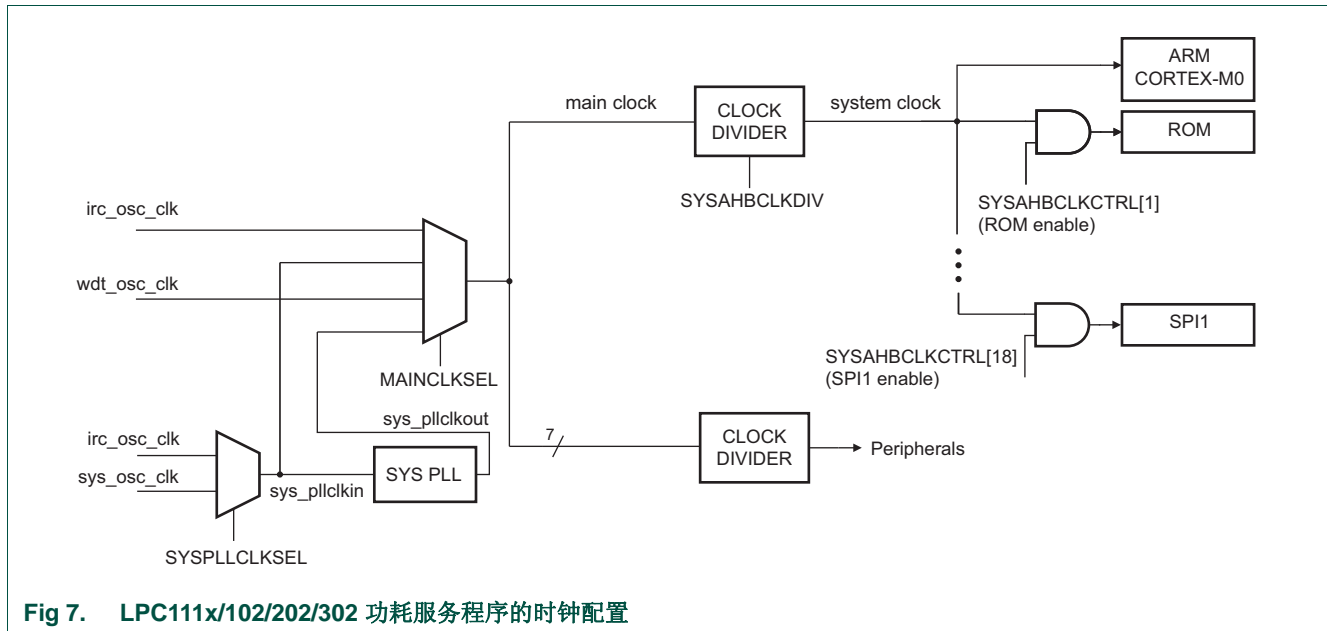 ARM
CORTEX-M0
main clock
CLOCK
DIVIDER
system clock
ROM
SYSAHBCLKDIV
SYSAHBCLKCTRL[1]
(ROM enable)
irc_osc_clk
wdt_osc_clk
SPI1
SYSAHBCLKCTRL[18]
(SPI1 enable)
MAINCLKSEL
sys_pllclkout
7
CLOCK
DIVIDER
Peripherals
irc_osc_clk
sys_osc_clk
SYS PLL
sys_pllclkin
SYSPLLCLKSEL
Fig 7. LPC111x/102/202/302 功耗服务程序的时钟配置